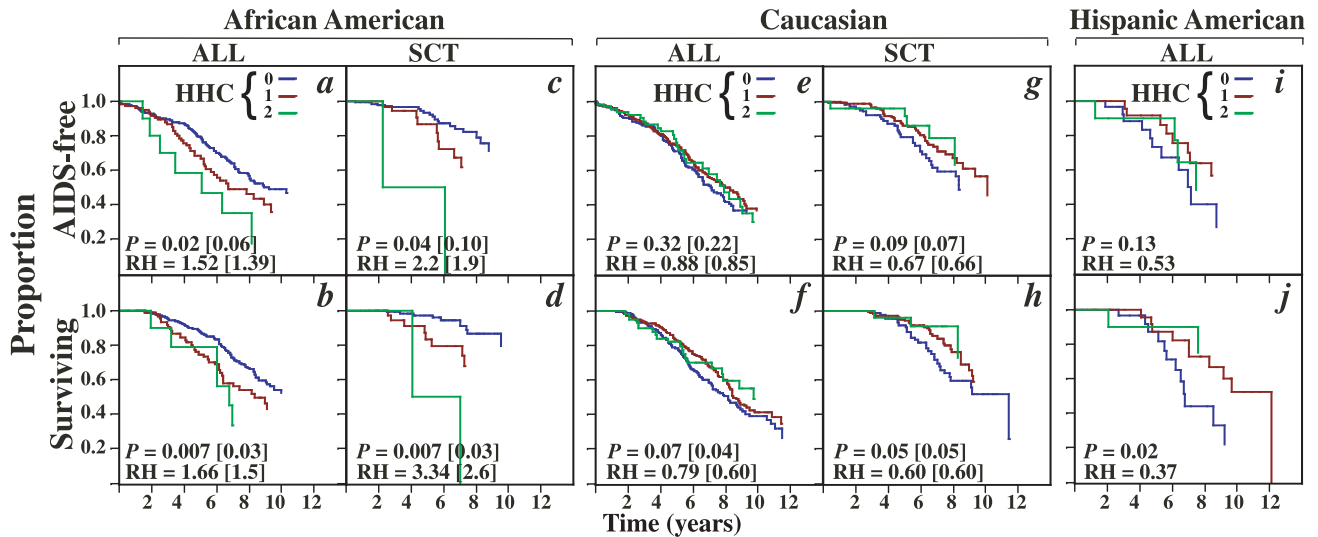 African American Caucasian Hispanic American
ALL SCT ALL SCT ALL
HHC { 0 1 2 a
c
HHC { 0 1 2 e
g
HHC { 0 1 2 i
Proportion
AIDS-free
1.0
0.8
0.6
0.4
0.2
P = 0.02 [0.06]
RH = 1.52 [1.39]
P = 0.04 [0.10]
RH = 2.2 [1.9]
P = 0.32 [0.22]
RH = 0.88 [0.85]
P = 0.09 [0.07]
RH = 0.67 [0.66]
P = 0.13
RH = 0.53
b d f h j
Surviving
1.0
0.8
0.6
0.4
0.2
P = 0.007 [0.03]
RH = 1.66 [1.5]
P = 0.007 [0.03]
RH = 3.34 [2.6]
P = 0.07 [0.04]
RH = 0.79 [0.60]
P = 0.05 [0.05]
RH = 0.60 [0.60]
P = 0.02
RH = 0.37
2 4 6 8 10 12 2 4 6 8 10 12 2 4 6 8 10 12 2 4 6 8 10 12 2 4 6 8 10 12
Time (years)